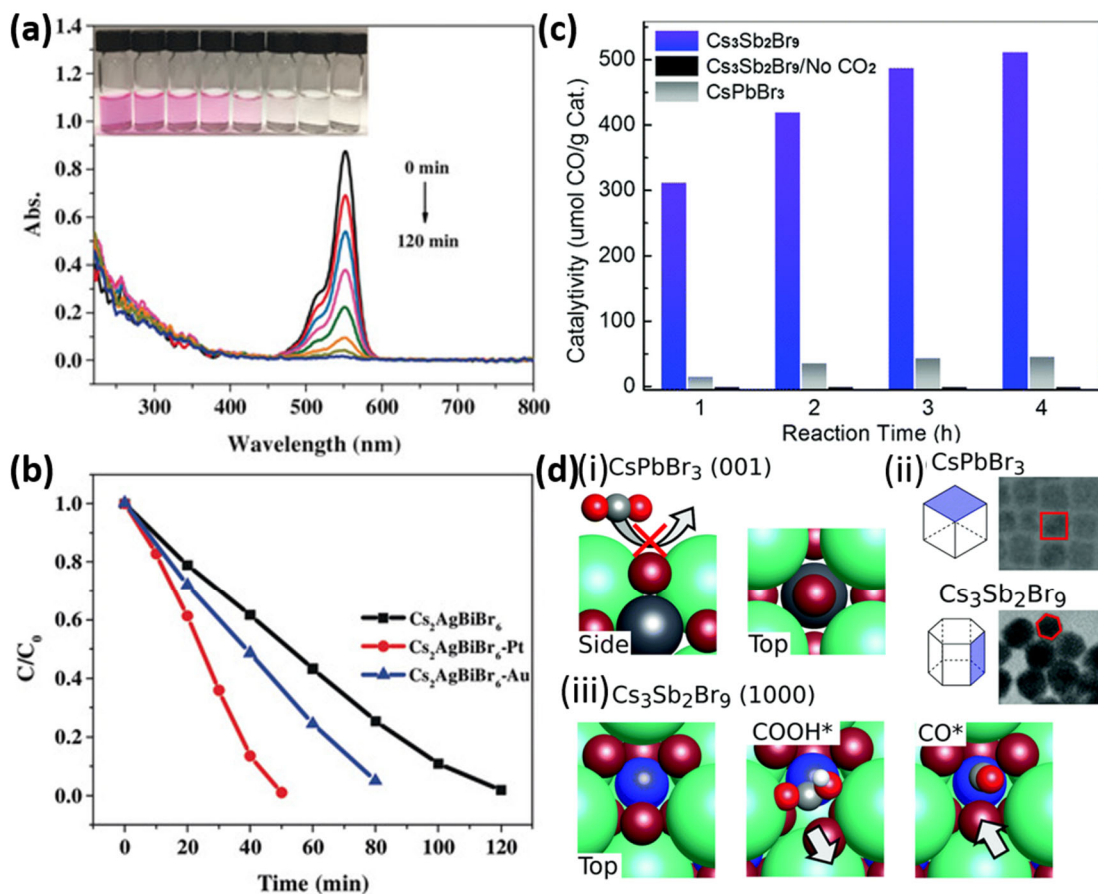 (a)
1.4
1.2
1.0
0.8
0.6
0.4
0.2
0.0
Abs.
0 min
120 min
300 400 500 600 700 800
Wavelength (nm)
(c)
Cs₃Sb₂Br₉
Cs₃Sb₂Br₉/No CO₂
CsPbBr₃
500
400
300
200
100
0
Catalytivity (umol CO/g Cat.)
1 2 3 4
Reaction Time (h)
(b)
1.0
0.8
0.6
0.4
0.2
0.0
C/C₀
Cs₂AgBiBr₆
Cs₂AgBiBr₆-Pt
Cs₂AgBiBr₆-Au
0 20 40 60 80 100 120
Time (min)
(d)
(i) CsPbBr₃ (001)
Side
Top
(ii) CsPbBr₃
Cs₃Sb₂Br₉
(iii) Cs₃Sb₂Br₉ (1000)
Top
COOH*
CO*